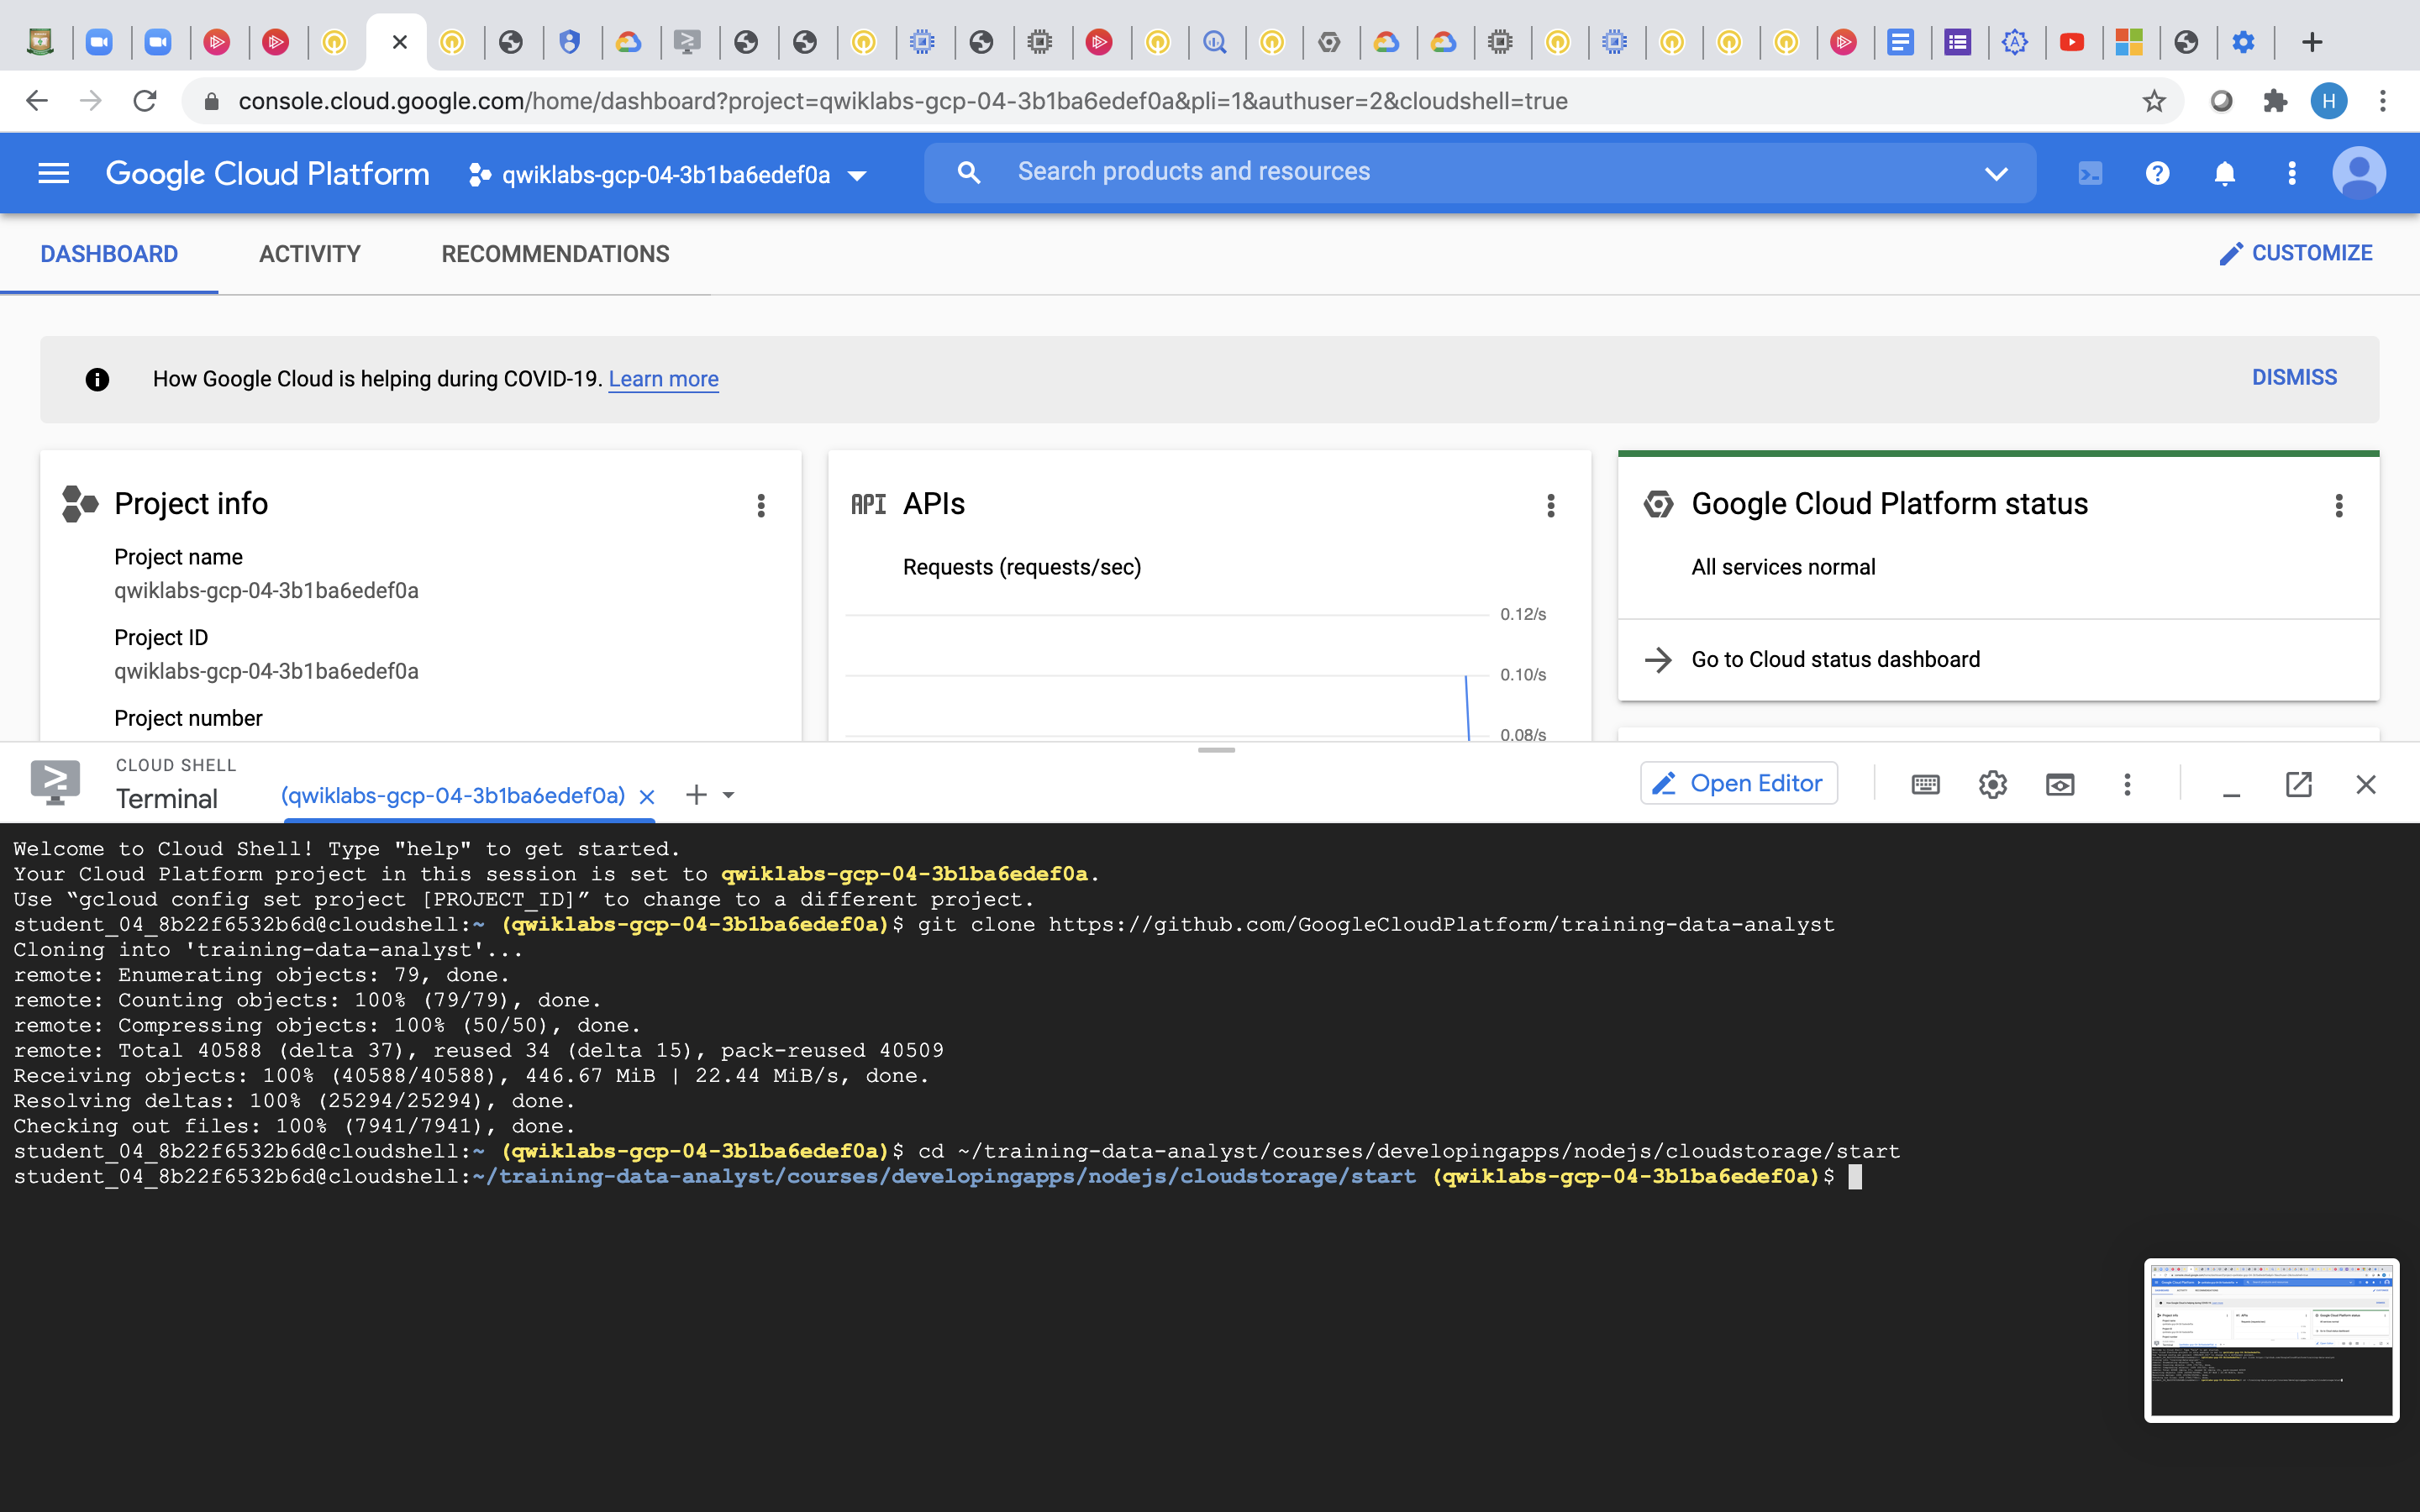 console.cloud.google.com/home/dashboard?project=qwiklabs-gcp-04-3b1ba6edef0a&pli=1&authuser=2&cloudshell=true
H
Google Cloud Platform
qwiklabs-gcp-04-3b1ba6edef0a
Search products and resources
DASHBOARD
ACTIVITY
RECOMMENDATIONS
CUSTOMIZE
How Google Cloud is helping during COVID-19. Learn more
DISMISS
Project info
Project name
qwiklabs-gcp-04-3b1ba6edef0a
Project ID
qwiklabs-gcp-04-3b1ba6edef0a
Project number
API APIs
Requests (requests/sec)
0.12/s
0.10/s
0.08/s
Google Cloud Platform status
All services normal
Go to Cloud status dashboard
CLOUD SHELL
Terminal
(qwiklabs-gcp-04-3b1ba6edef0a)
Open Editor
Welcome to Cloud Shell! Type "help" to get started.
Your Cloud Platform project in this session is set to qwiklabs-gcp-04-3b1ba6edef0a.
Use “gcloud config set project [PROJECT_ID]” to change to a different project.
student_04_8b22f6532b6d@cloudshell:~ (qwiklabs-gcp-04-3b1ba6edef0a)$ git clone https://github.com/GoogleCloudPlatform/training-data-analyst
Cloning into 'training-data-analyst'...
remote: Enumerating objects: 79, done.
remote: Counting objects: 100% (79/79), done.
remote: Compressing objects: 100% (50/50), done.
remote: Total 40588 (delta 37), reused 34 (delta 15), pack-reused 40509
Receiving objects: 100% (40588/40588), 446.67 MiB | 22.44 MiB/s, done.
Resolving deltas: 100% (25294/25294), done.
Checking out files: 100% (7941/7941), done.
student_04_8b22f6532b6d@cloudshell:~ (qwiklabs-gcp-04-3b1ba6edef0a)$ cd ~/training-data-analyst/courses/developingapps/nodejs/cloudstorage/start
student_04_8b22f6532b6d@cloudshell:~/training-data-analyst/courses/developingapps/nodejs/cloudstorage/start (qwiklabs-gcp-04-3b1ba6edef0a)$